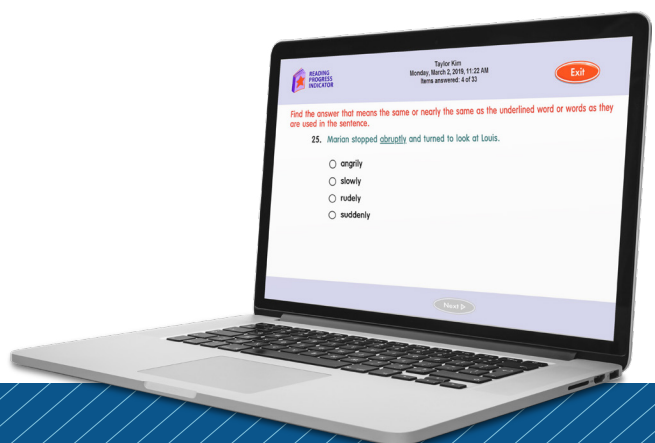 READING
PROGRESS
INDICATOR
Taylor Kim
Monday, March 2, 2019, 11:22 AM
Items answered: 4 of 33
Exit
Find the answer that means the same or nearly the same as the underlined word or words as they
are used in the sentence.
25. Marian stopped abruptly and turned to look at Louis.
angrily
slowly
rudely
suddenly
Next